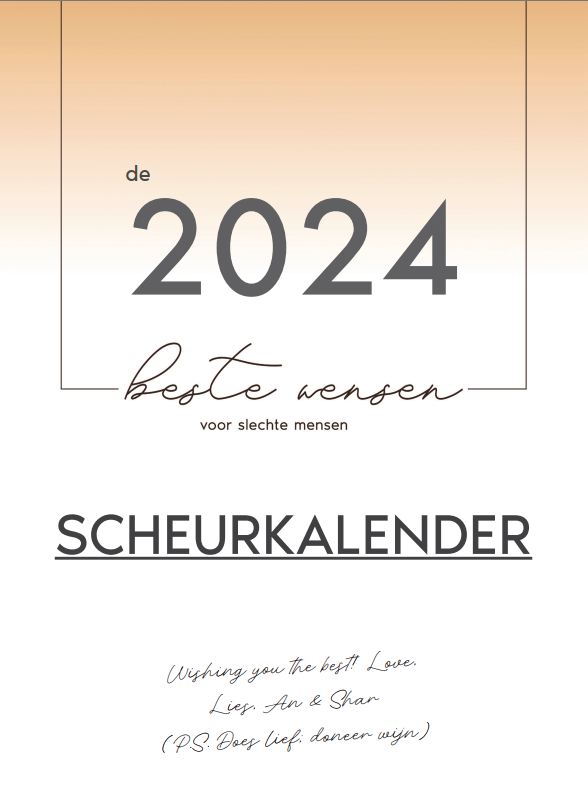 de
2024
beste wensen
voor slechte mensen
SCHEURKALENDER
Wishing you the best! Love,
Lies, An & Shar
(P.S. Does lief; doneer wijn)